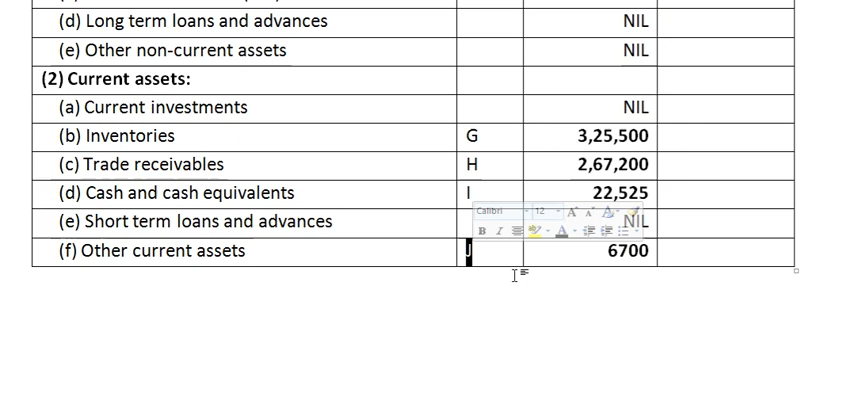 (d) Long term loans and advances NIL
(e) Other non-current assets NIL
(2) Current assets:
(a) Current investments NIL
(b) Inventories G 3,25,500
(c) Trade receivables H 2,67,200
(d) Cash and cash equivalents I 22,525
Calibri 12 A A A
(e) Short term loans and advances NIL
B I A
(f) Other current assets J 6700